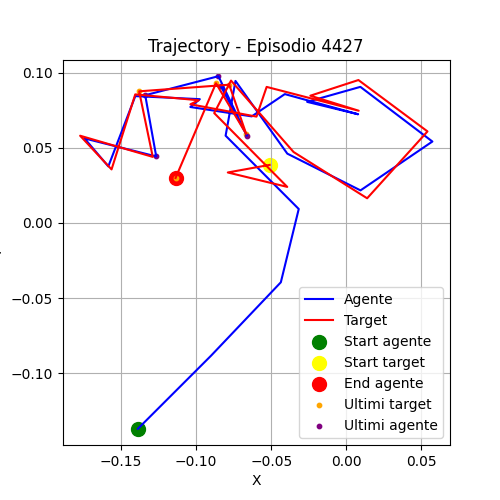 Trajectory - Episodio 4427
0.10
0.05
0.00
−0.05
−0.10
−0.15
−0.10
−0.05
0.00
0.05
X
Agente
Target
Start agente
Start target
End agente
Ultimi target
Ultimi agente